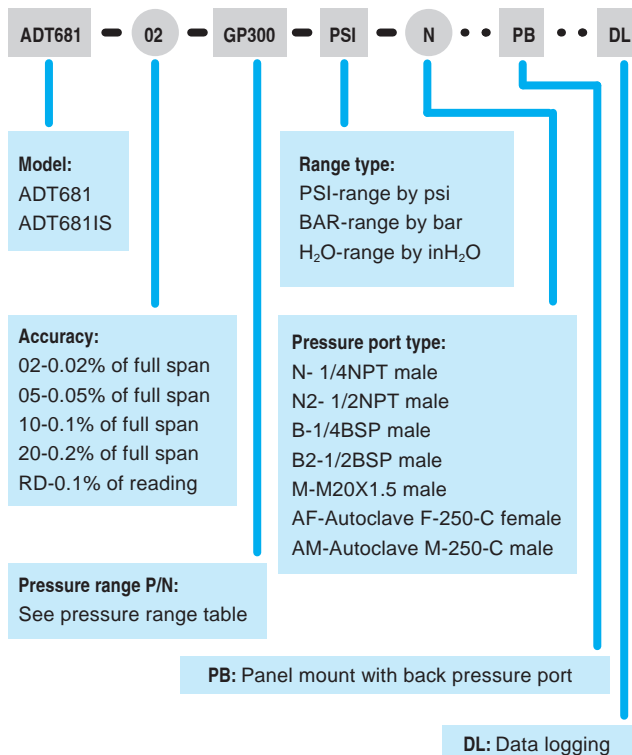 ADT681 – 02 – GP300 – PSI – N • • PB • • DL
Model:
ADT681
ADT681IS
Range type:
PSI-range by psi
BAR-range by bar
H₂O-range by inH₂O
Accuracy:
02-0.02% of full span
05-0.05% of full span
10-0.1% of full span
20-0.2% of full span
RD-0.1% of reading
Pressure port type:
N- 1/4NPT male
N2- 1/2NPT male
B-1/4BSP male
B2-1/2BSP male
M-M20X1.5 male
AF-Autoclave F-250-C female
AM-Autoclave M-250-C male
Pressure range P/N:
See pressure range table
PB: Panel mount with back pressure port
DL: Data logging